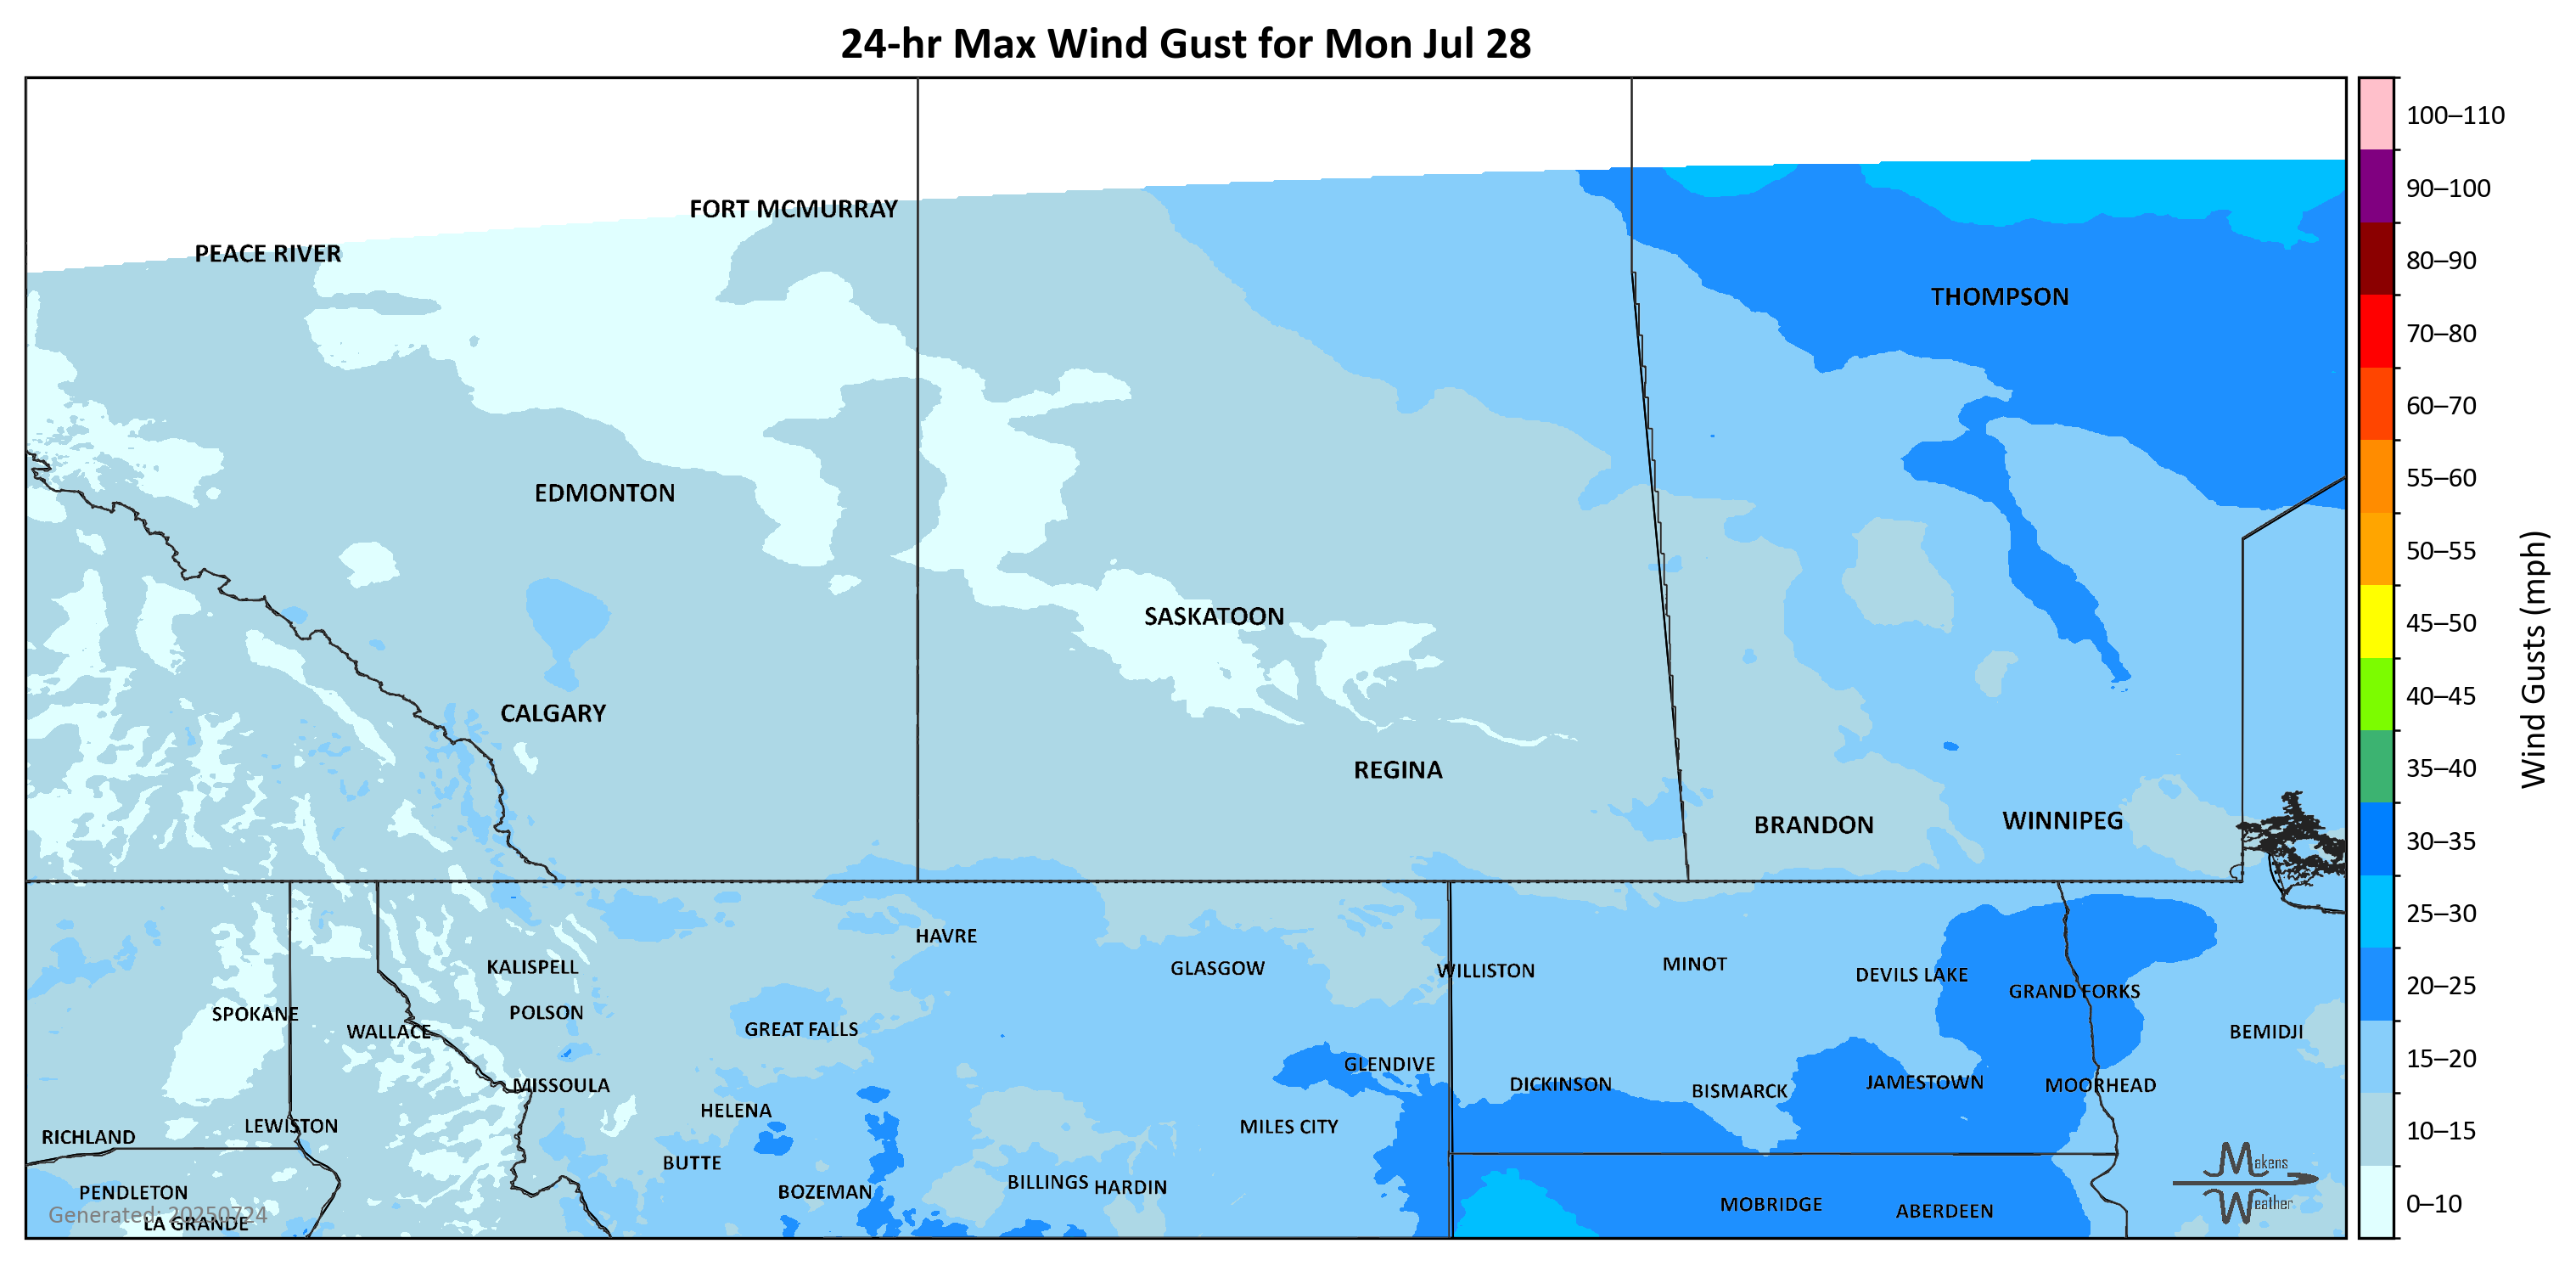 24-hr Max Wind Gust for Mon Jul 28
FORT MCMURRAY
PEACE RIVER
THOMPSON
EDMONTON
SASKATOON
CALGARY
REGINA
BRANDON
WINNIPEG
HAVRE
KALISPELL
GLASGOW
WILLISTON
MINOT
DEVILS LAKE
GRAND FORKS
SPOKANE
POLSON
WALLACE
GREAT FALLS
BEMIDJI
GLENDIVE
MISSOULA
DICKINSON
BISMARCK
JAMESTOWN
MOORHEAD
HELENA
LEWISTON
MILES CITY
RICHLAND
BUTTE
BILLINGS
HARDIN
PENDLETON
BOZEMAN
MOBRIDGE
ABERDEEN
LA GRANDE
Generated: 20250724
Makens
Weather
100–110
90–100
80–90
70–80
60–70
55–60
50–55
45–50
40–45
35–40
30–35
25–30
20–25
15–20
10–15
0–10
Wind Gusts (mph)